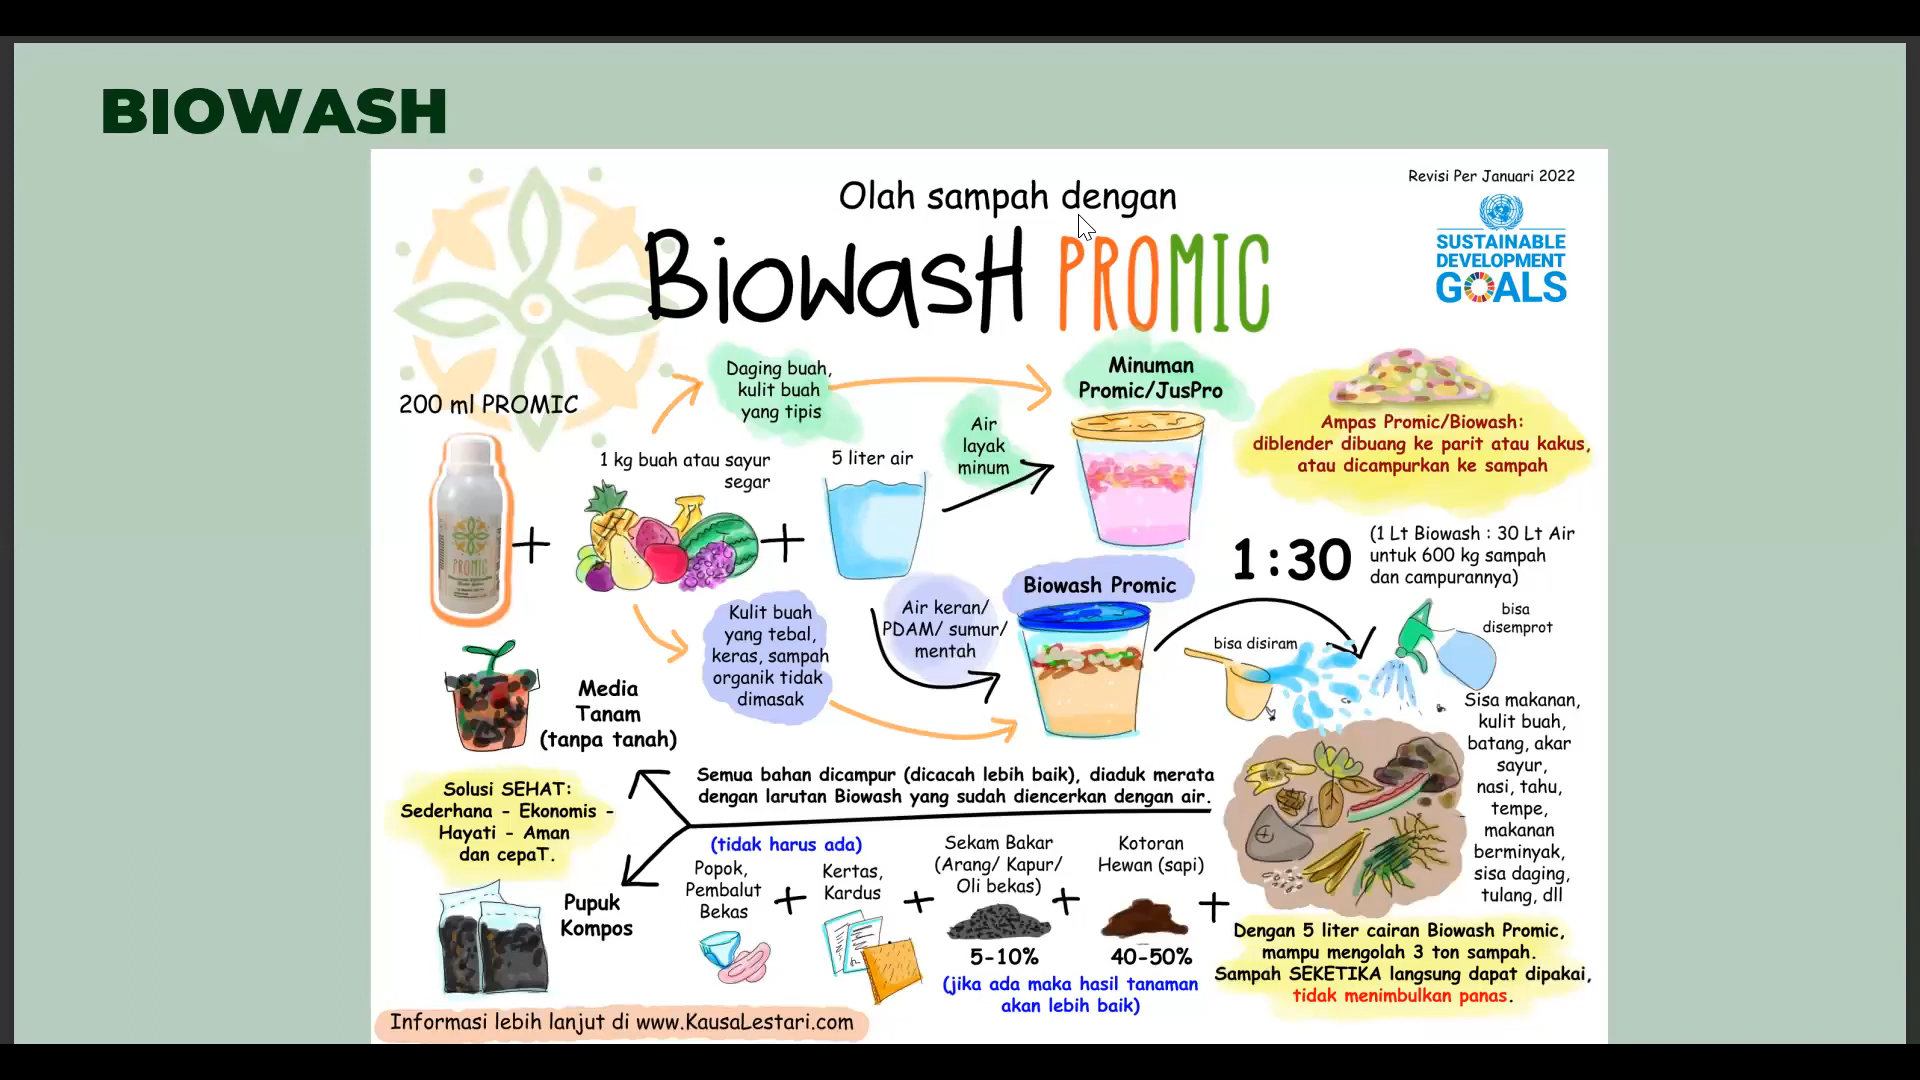 BIOWASH
Revisi Per Januari 2022
Olah sampah dengan
BiowasH PROMIC
SUSTAINABLE
DEVELOPMENT
GOALS
200 ml PROMIC
Daging buah,
kulit buah
yang tipis
Minuman
Promic/JusPro
Air
layak
minum
Ampas Promic/Biowash:
diblender dibuang ke parit atau kakus,
atau dicampurkan ke sampah
1 kg buah atau sayur
segar
5 liter air
PROMIC
+
+
1:30
(1 Lt Biowash : 30 Lt Air
untuk 600 kg sampah
dan campurannya)
Biowash Promic
Kulit buah
yang tebal,
keras, sampah
organik tidak
dimasak
Air keran/
PDAM/ sumur/
mentah
bisa disiram
bisa
disemprot
Media
Tanam
(tanpa tanah)
Sisa makanan,
kulit buah,
batang, akar
sayur,
nasi, tahu,
tempe,
makanan
berminyak,
sisa daging,
tulang, dll
Semua bahan dicampur (dicacah lebih baik), diaduk merata
dengan larutan Biowash yang sudah diencerkan dengan air.
Solusi SEHAT:
Sederhana - Ekonomis -
Hayati - Aman
dan cepaT.
(tidak harus ada)
Popok,
Pembalut
Bekas
+
Kertas,
Kardus
+
Sekam Bakar
(Arang/ Kapur/
Oli bekas)
5-10%
+
Kotoran
Hewan (sapi)
40-50%
+
(jika ada maka hasil tanaman
akan lebih baik)
Pupuk
Kompos
Dengan 5 liter cairan Biowash Promic,
mampu mengolah 3 ton sampah.
Sampah SEKETIKA langsung dapat dipakai,
tidak menimbulkan panas.
Informasi lebih lanjut di www.KausaLestari.com